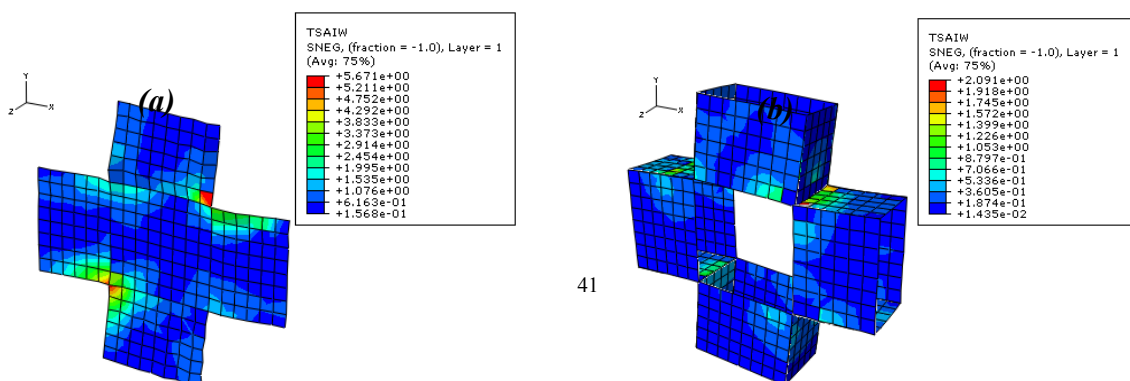 TSAIW
SNEG, (fraction = -1.0), Layer = 1
(Avg: 75%)
+5.671e+00
+5.211e+00
+4.752e+00
+4.292e+00
+3.833e+00
+3.373e+00
+2.914e+00
+2.454e+00
+1.995e+00
+1.535e+00
+1.076e+00
+6.163e-01
+1.568e-01
Y
Z
X
(a)
TSAIW
SNEG, (fraction = -1.0), Layer = 1
(Avg: 75%)
+2.091e+00
+1.918e+00
+1.745e+00
+1.572e+00
+1.399e+00
+1.226e+00
+1.053e+00
+8.797e-01
+7.066e-01
+5.336e-01
+3.605e-01
+1.874e-01
+1.435e-02
Y
Z
X
(b)
41